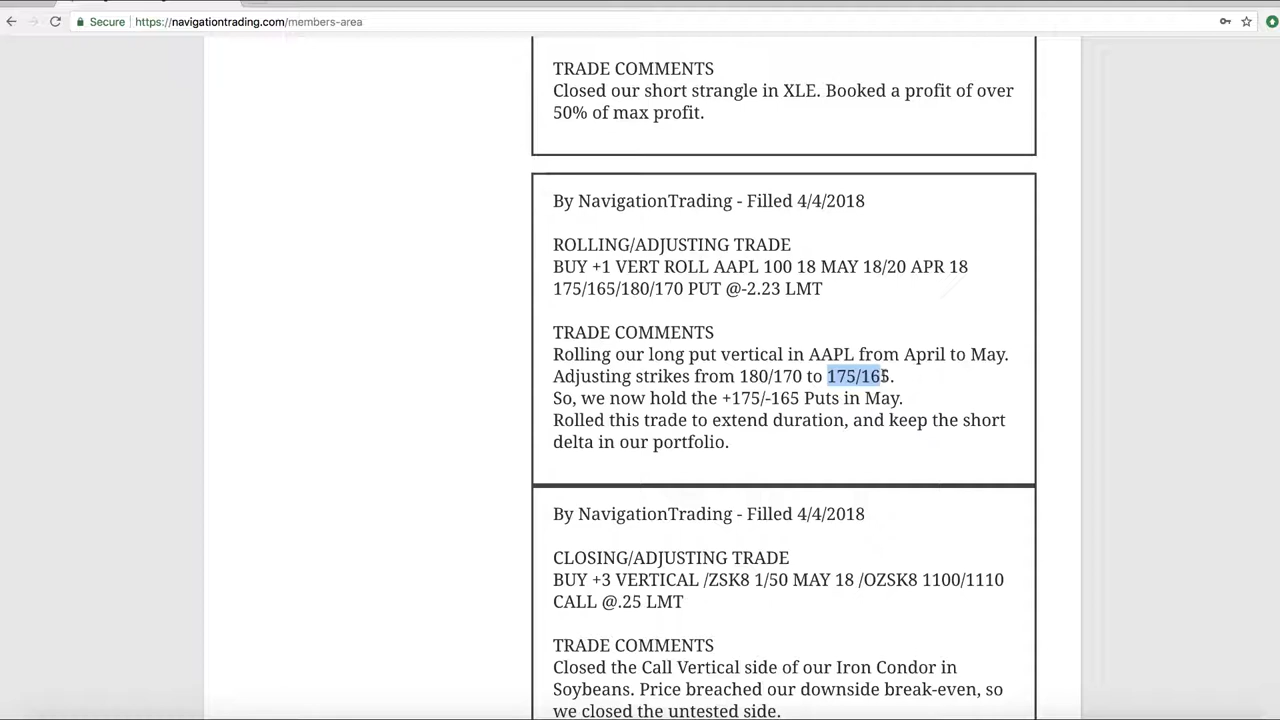 Secure
https://navigationtrading.com/members-area
TRADE COMMENTS
Closed our short strangle in XLE. Booked a profit of over
50% of max profit.
By NavigationTrading - Filled 4/4/2018
ROLLING/ADJUSTING TRADE
BUY +1 VERT ROLL AAPL 100 18 MAY 18/20 APR 18
175/165/180/170 PUT @-2.23 LMT
TRADE COMMENTS
Rolling our long put vertical in AAPL from April to May.
Adjusting strikes from 180/170 to 175/165.
So, we now hold the +175/-165 Puts in May.
Rolled this trade to extend duration, and keep the short
delta in our portfolio.
By NavigationTrading - Filled 4/4/2018
CLOSING/ADJUSTING TRADE
BUY +3 VERTICAL /ZSK8 1/50 MAY 18 /OZSK8 1100/1110
CALL @.25 LMT
TRADE COMMENTS
Closed the Call Vertical side of our Iron Condor in
Soybeans. Price breached our downside break-even, so
we closed the untested side.